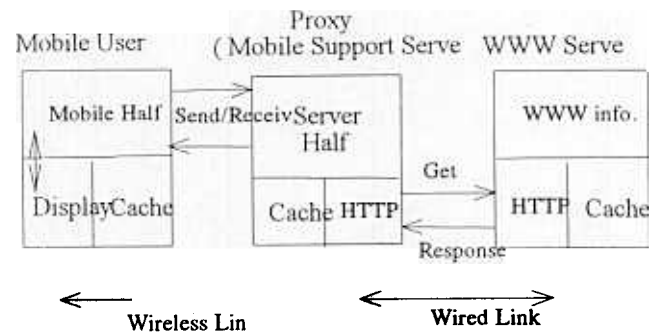 Proxy
Mobile User
( Mobile Support Serve
WWW Serve
Mobile Half
Send/Receiv
Server
Half
WWW info.
Display
Cache
Cache
HTTP
Get
Response
HTTP
Cache
Wireless Lin
Wired Link